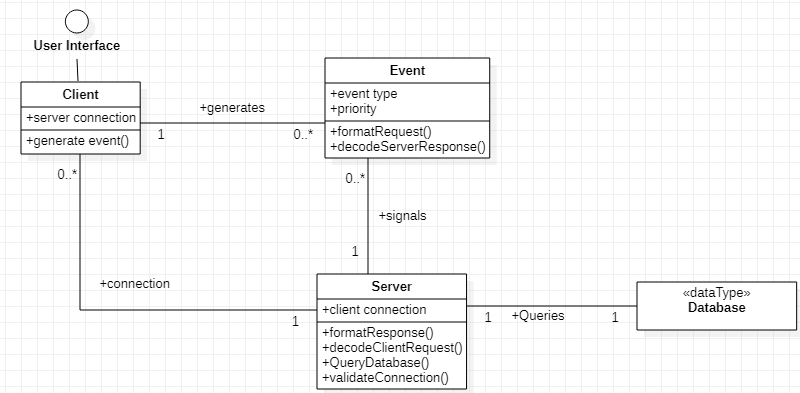 User Interface
Client
+server connection
+generate event()
+generates
1
0..*
Event
+event type
+priority
+formatRequest()
+decodeServerResponse()
0..*
0..*
+signals
1
+connection
1
Server
+client connection
+formatResponse()
+decodeClientRequest()
+QueryDatabase()
+validateConnection()
1
+Queries
1
«dataType»
Database